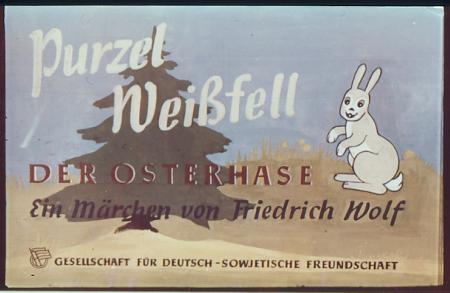 Purzel
Weißfell
DER OSTERHASE
Ein Märchen von Friedrich Wolf
GESELLSCHAFT FÜR DEUTSCH-SOWJETISCHE FREUNDSCHAFT